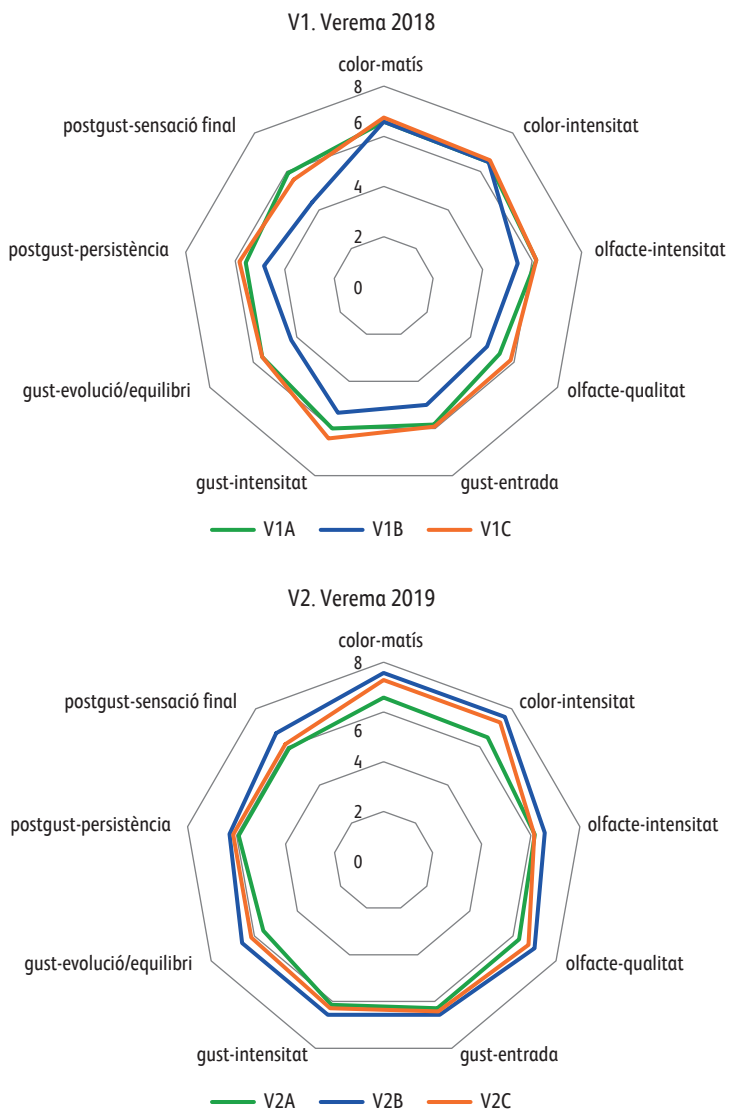 V1. Verema 2018
color-matís
8
postgust-sensació final
color-intensitat
6
4
postgust-persistència
olfacte-intensitat
2
0
gust-evolució/equilibri
olfacte-qualitat
gust-intensitat
gust-entrada
V1A V1B V1C
V2. Verema 2019
color-matís
8
postgust-sensació final
color-intensitat
6
4
postgust-persistència
olfacte-intensitat
2
0
gust-evolució/equilibri
olfacte-qualitat
gust-intensitat
gust-entrada
V2A V2B V2C